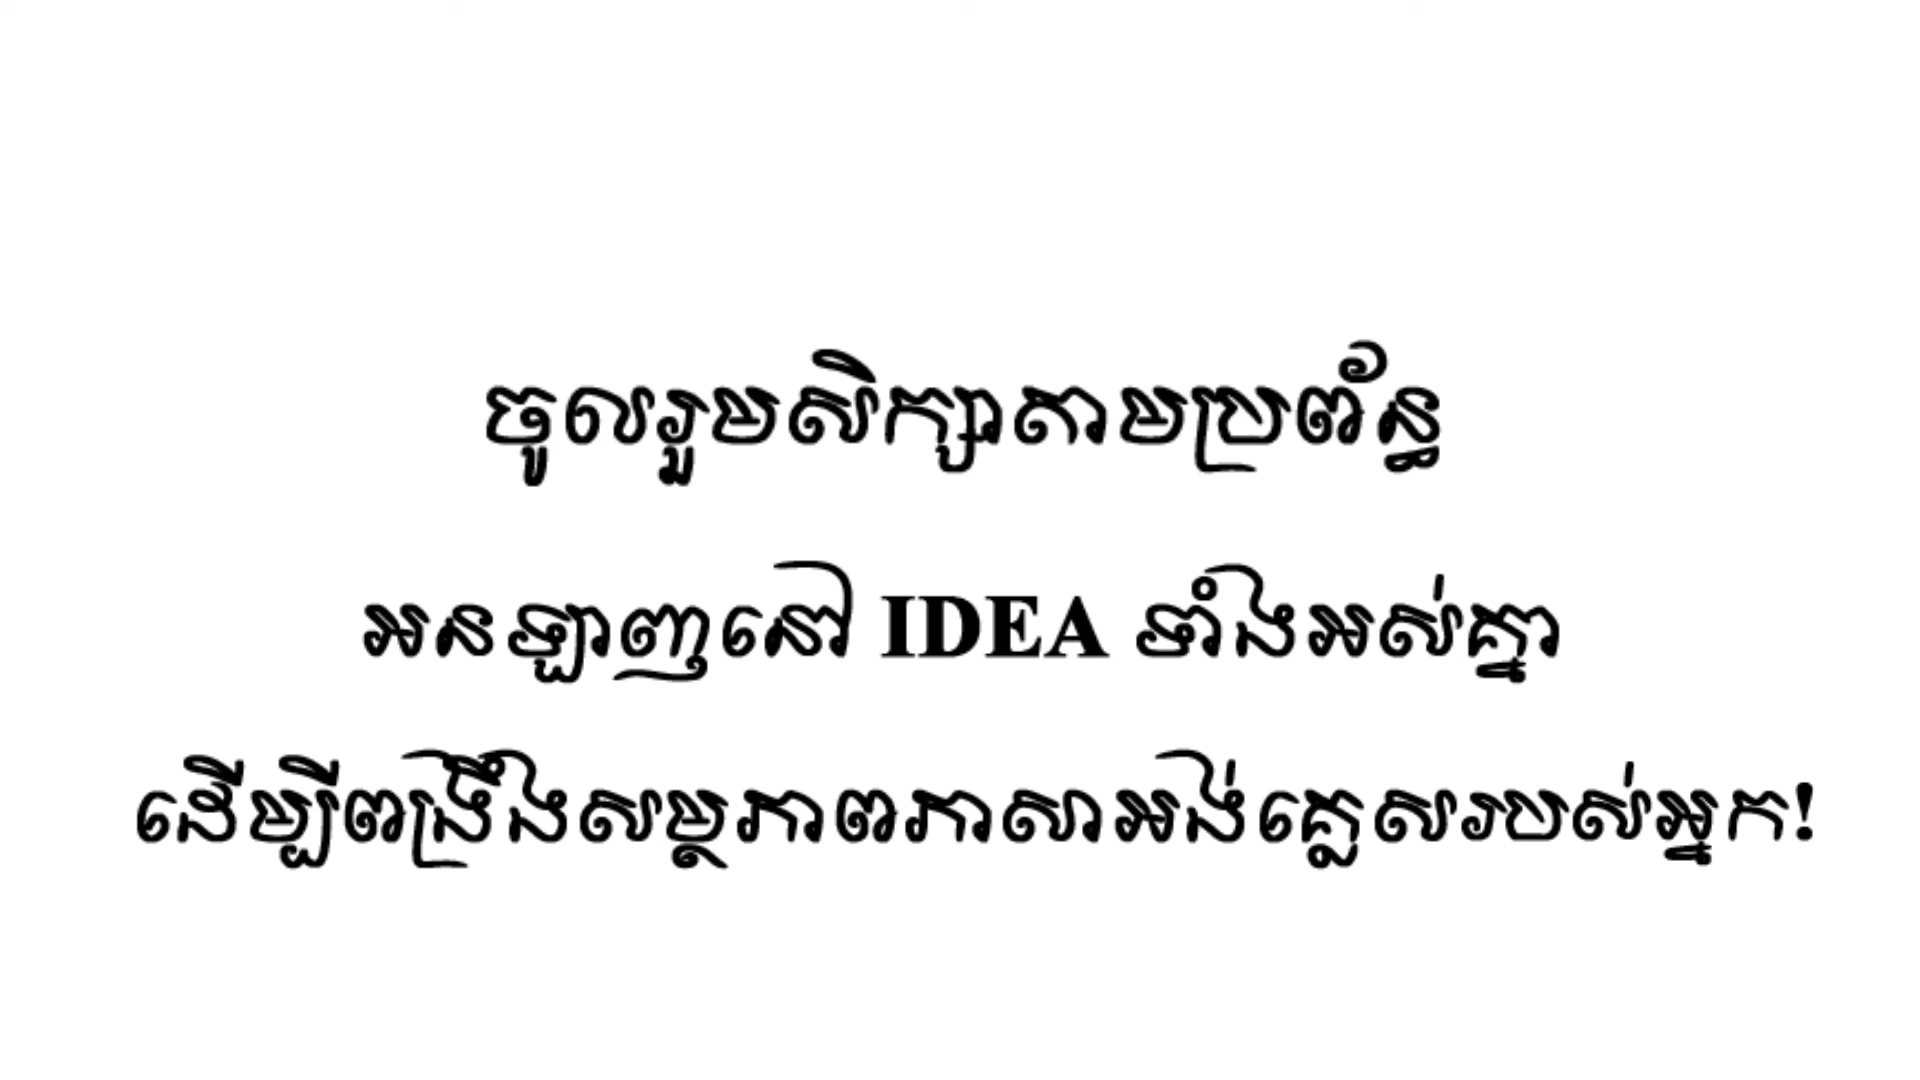 ចូលរួមសិក្សាតាមប្រព័ន្ធ
អនឡាញនៅ IDEA ទាំងអស់គ្នា
ដើម្បីពង្រឹងសម្ថភាពភាសាអង់គ្លេសរបស់អ្នក!